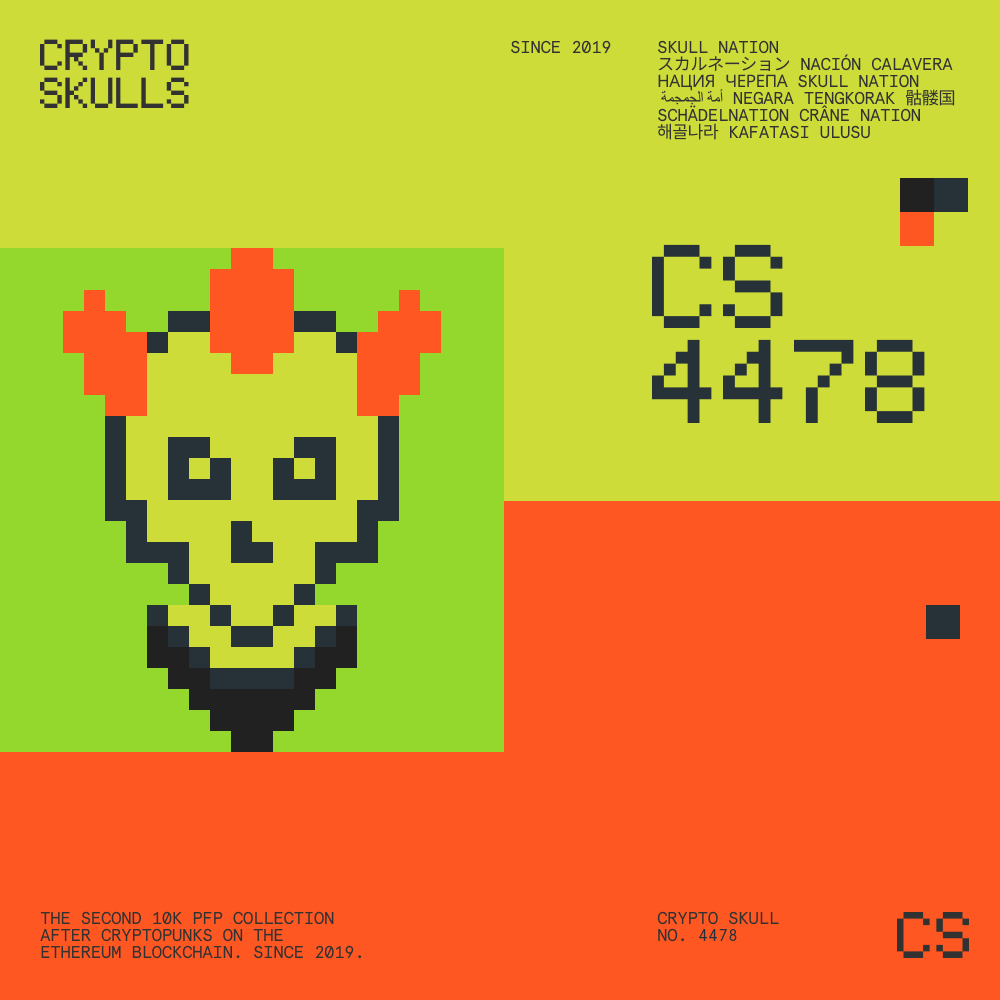 CRYPTO
SKULLS
SINCE 2019
SKULL NATION
スカルネーション NACIÓN CALAVERA
НАЦИЯ ЧЕРЕПА SKULL NATION
أمة الجمجمة NEGARA TENGKORAK 骷髅国
SCHÄDELNATION CRÂNE NATION
해골나라 KAFATASI ULUSU
CS
4478
THE SECOND 10K PFP COLLECTION
AFTER CRYPTOPUNKS ON THE
ETHEREUM BLOCKCHAIN. SINCE 2019.
CRYPTO SKULL
NO. 4478
CS